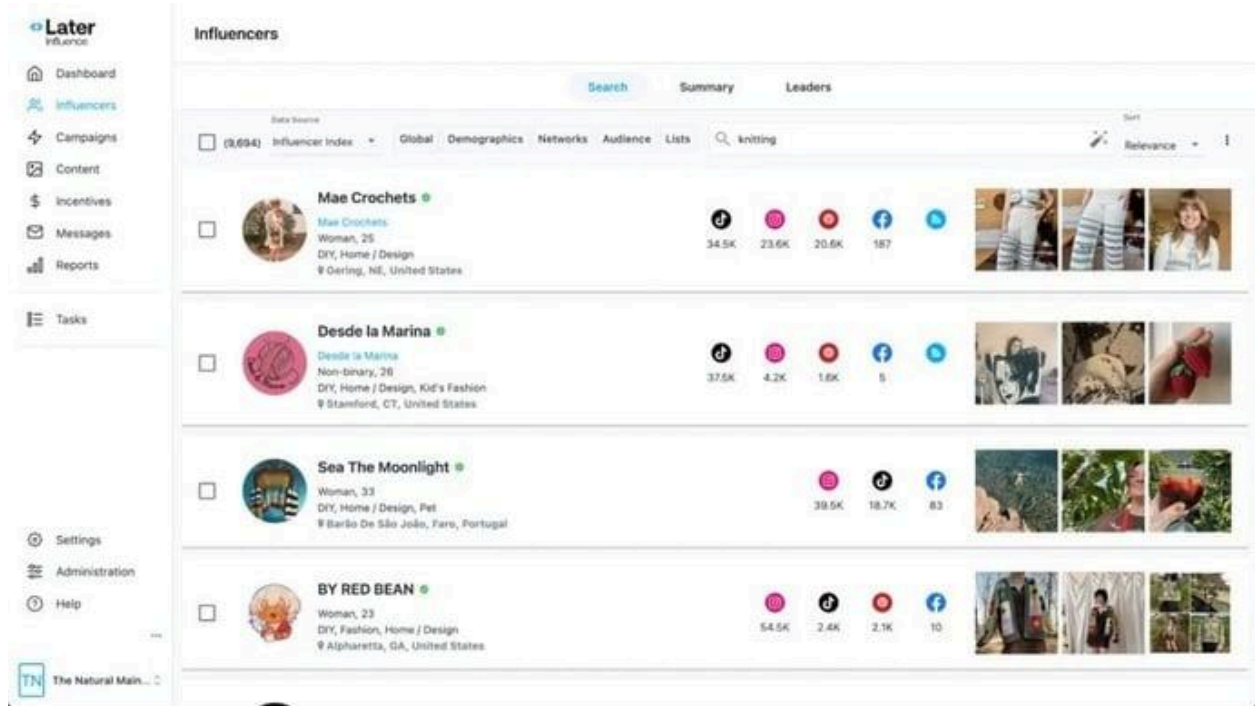 Later
Influence
Dashboard
Influencers
Campaigns
Content
Incentives
Messages
Reports
Tasks
Settings
Administration
Help
TN The Natural Main...
Influencers
Search Summary Leaders
Data Source
(9,694) Influencer Index Global Demographics Networks Audience Lists knitting
Sort
Relevance
Mae Crochets
Mae Crochets
Woman, 25
DIY, Home / Design
Gering, NE, United States
34.5K 23.6K 20.6K 187
Desde la Marina
Desde la Marina
Non-binary, 26
DIY, Home / Design, Kid's Fashion
Stamford, CT, United States
37.5K 4.2K 1.6K 5
Sea The Moonlight
Woman, 33
DIY, Home / Design, Pet
Barão De São João, Faro, Portugal
39.5K 18.7K 83
BY RED BEAN
Woman, 23
DIY, Fashion, Home / Design
Alpharetta, GA, United States
54.5K 2.4K 2.1K 10